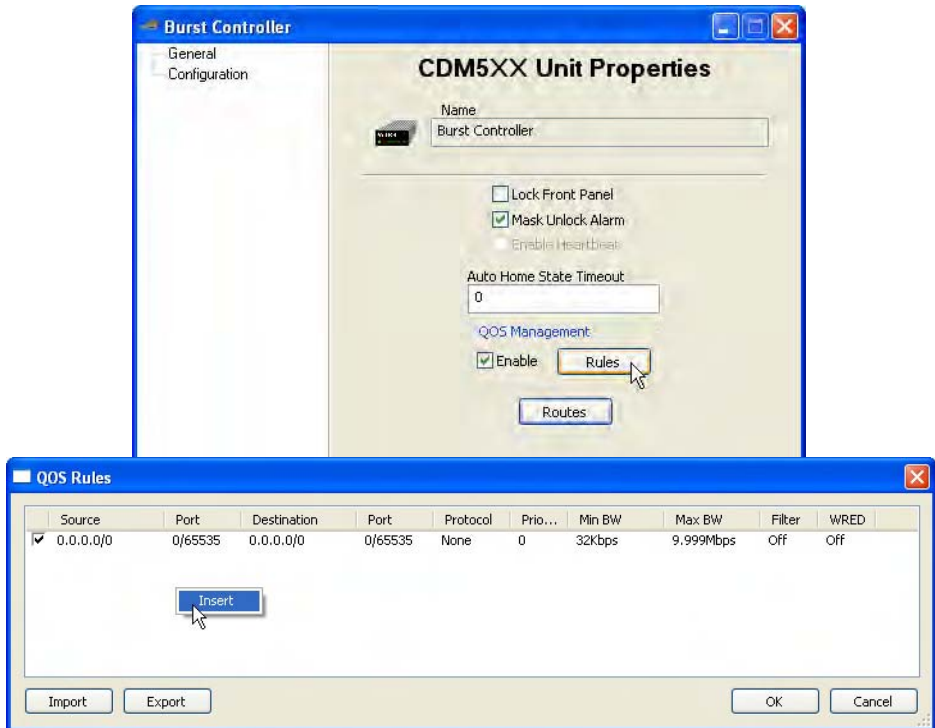 Burst Controller
General
Configuration
CDM5XX Unit Properties
Name
Burst Controller
Lock Front Panel
Mask Unlock Alarm
Enable Heartbeat
Auto Home State Timeout
0
QOS Management
Enable Rules
Routes
QOS Rules
Source Port Destination Port Protocol Prio... Min BW Max BW Filter WRED
0.0.0.0/0 0/65535 0.0.0.0/0 0/65535 None 0 32Kbps 9.999Mbps Off Off
Insert
Import Export OK Cancel